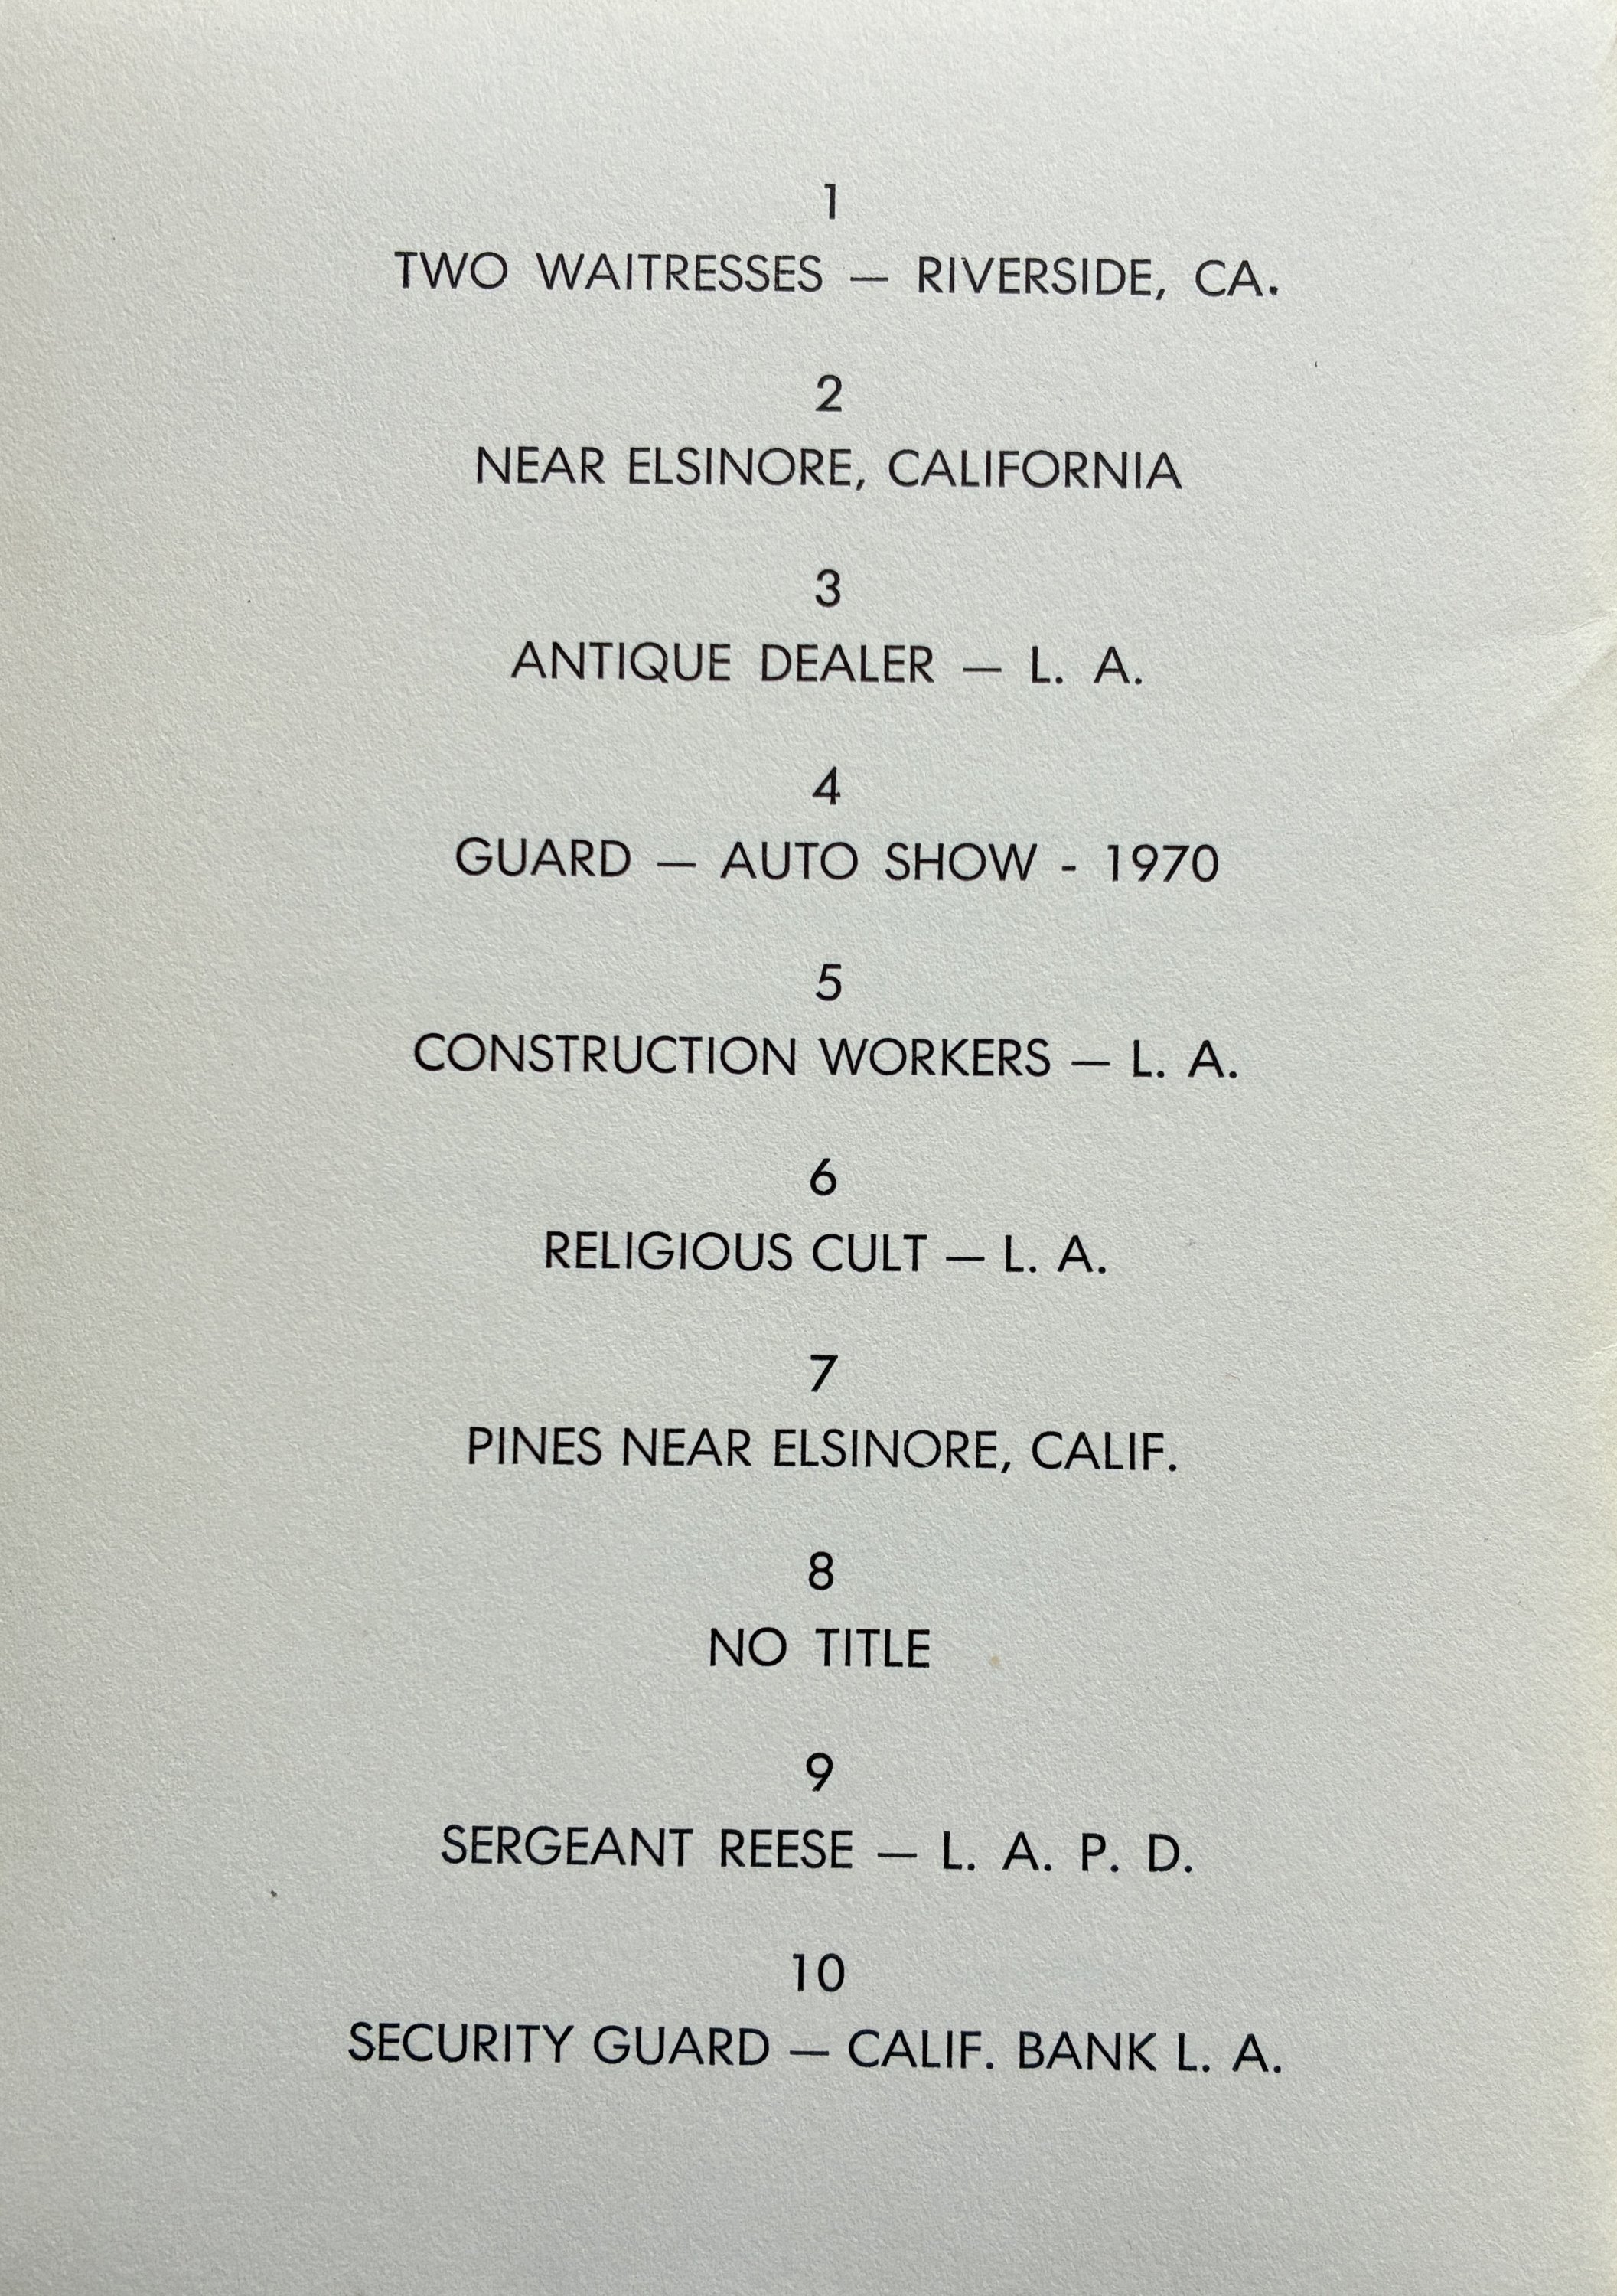 1
TWO WAITRESSES — RIVERSIDE, CA.
2
NEAR ELSINORE, CALIFORNIA
3
ANTIQUE DEALER — L. A.
4
GUARD — AUTO SHOW - 1970
5
CONSTRUCTION WORKERS — L. A.
6
RELIGIOUS CULT — L. A.
7
PINES NEAR ELSINORE, CALIF.
8
NO TITLE
9
SERGEANT REESE — L. A. P. D.
10
SECURITY GUARD — CALIF. BANK L. A.